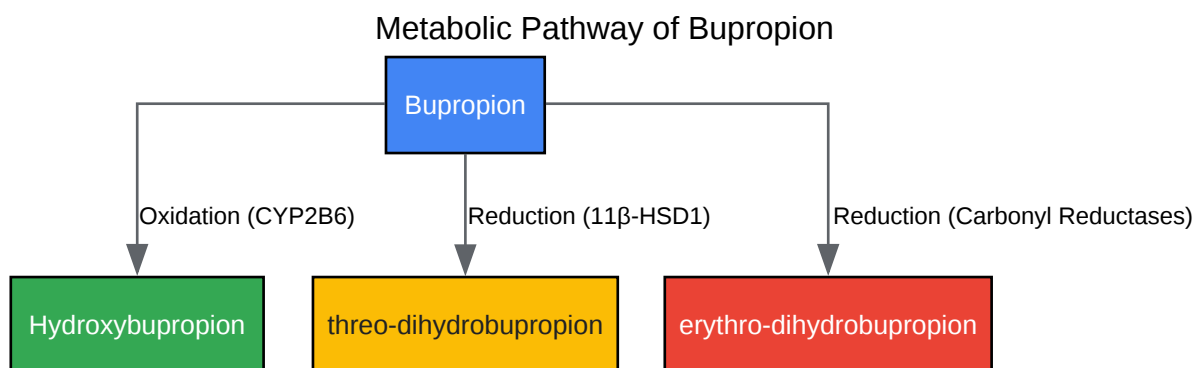 Metabolic Pathway of Bupropion
Bupropion
Oxidation (CYP2B6)
Reduction (11β-HSD1)
Reduction (Carbonyl Reductases)
Hydroxybupropion
threo-dihydrobupropion
erythro-dihydrobupropion